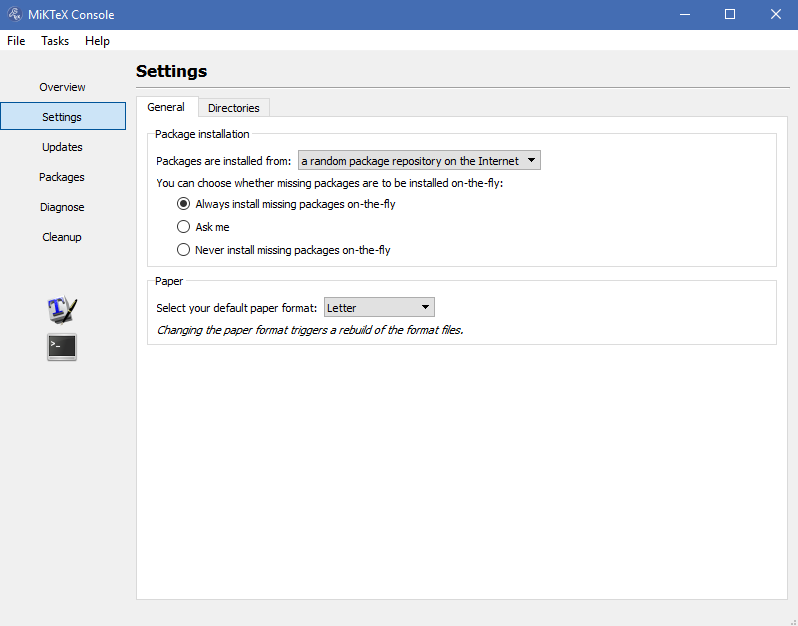 MiKTeX Console
File Tasks Help
Settings
Overview
Settings
Updates
Packages
Diagnose
Cleanup
General Directories
Package installation
Packages are installed from: a random package repository on the Internet
You can choose whether missing packages are to be installed on-the-fly:
Always install missing packages on-the-fly
Ask me
Never install missing packages on-the-fly
Paper
Select your default paper format: Letter
Changing the paper format triggers a rebuild of the format files.